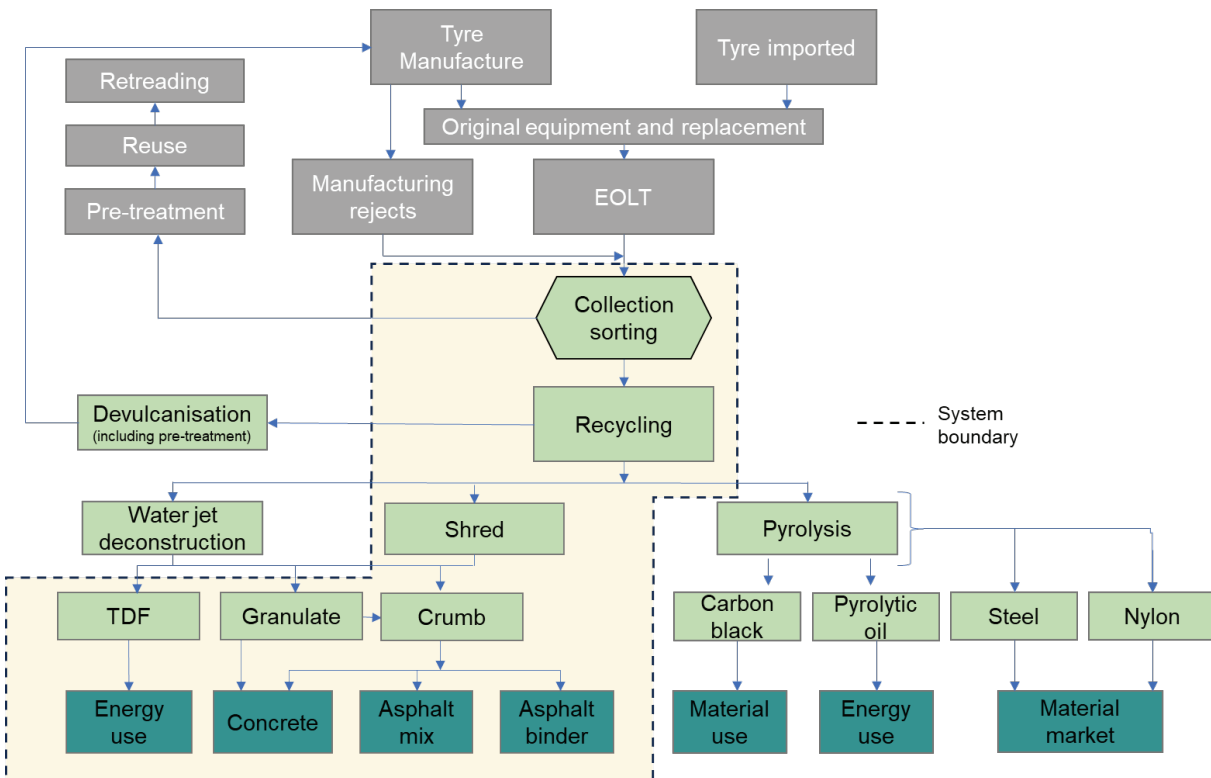 Tyre
Manufacture
Tyre imported
Retreading
Original equipment and replacement
Reuse
Manufacturing
rejects
EOLT
Pre-treatment
Collection
sorting
Devulcanisation
(including pre-treatment)
Recycling
System
boundary
Water jet
deconstruction
Shred
Pyrolysis
TDF
Granulate
Crumb
Carbon
black
Pyrolytic
oil
Steel
Nylon
Energy
use
Concrete
Asphalt
mix
Asphalt
binder
Material
use
Energy
use
Material
market